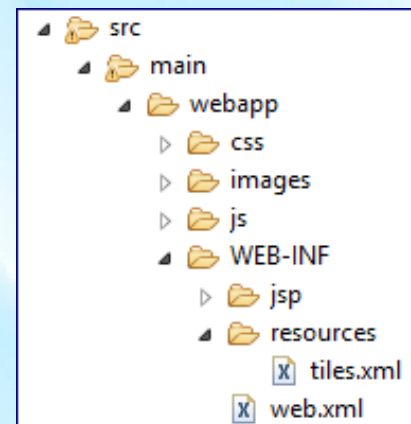 src
main
webapp
css
images
js
WEB-INF
jsp
resources
tiles.xml
web.xml